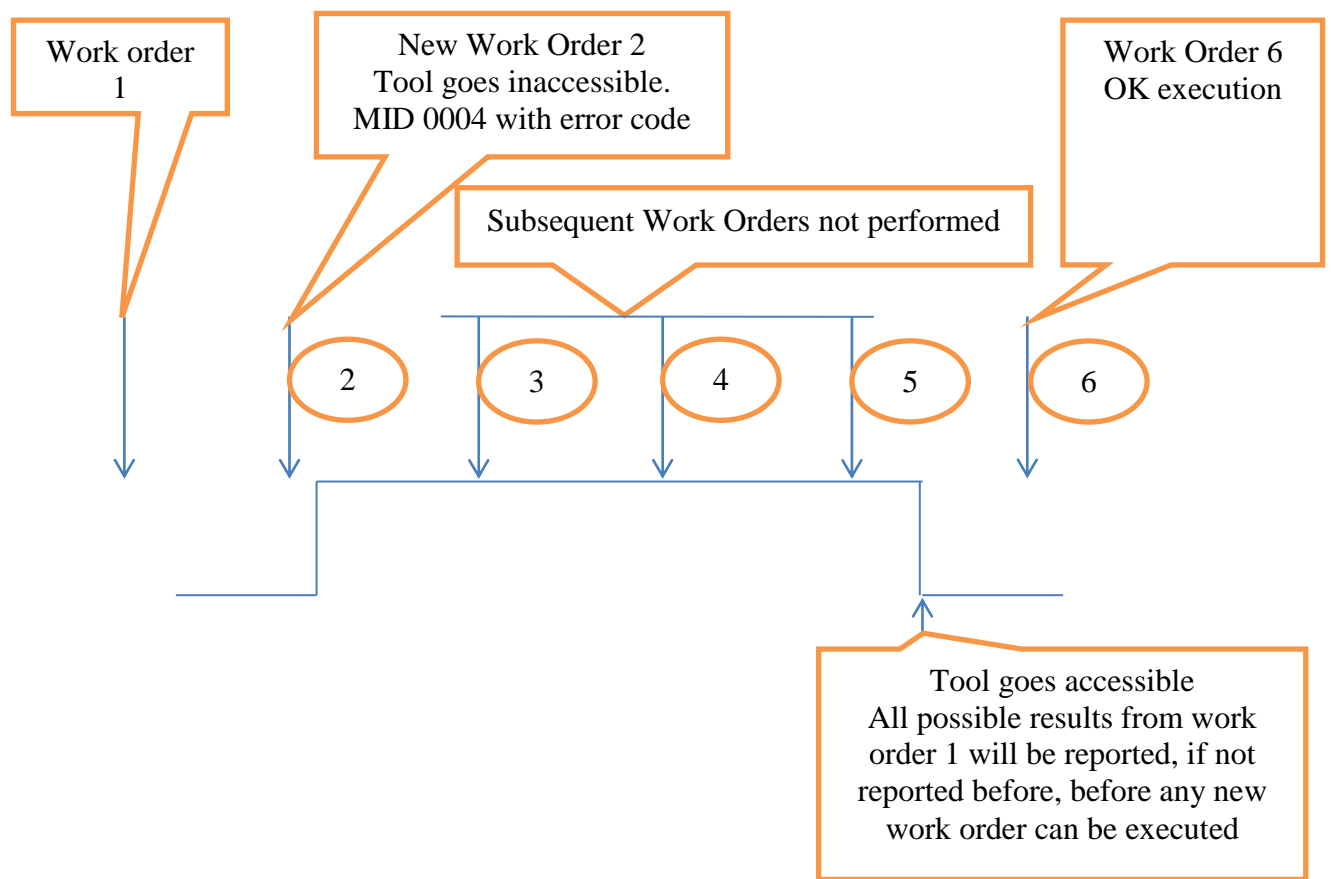 Work order
1
New Work Order 2
Tool goes inaccessible.
MID 0004 with error code
Work Order 6
OK execution
Subsequent Work Orders not performed
2
3
4
5
6
Tool goes accessible
All possible results from work
order 1 will be reported, if not
reported before, before any new
work order can be executed